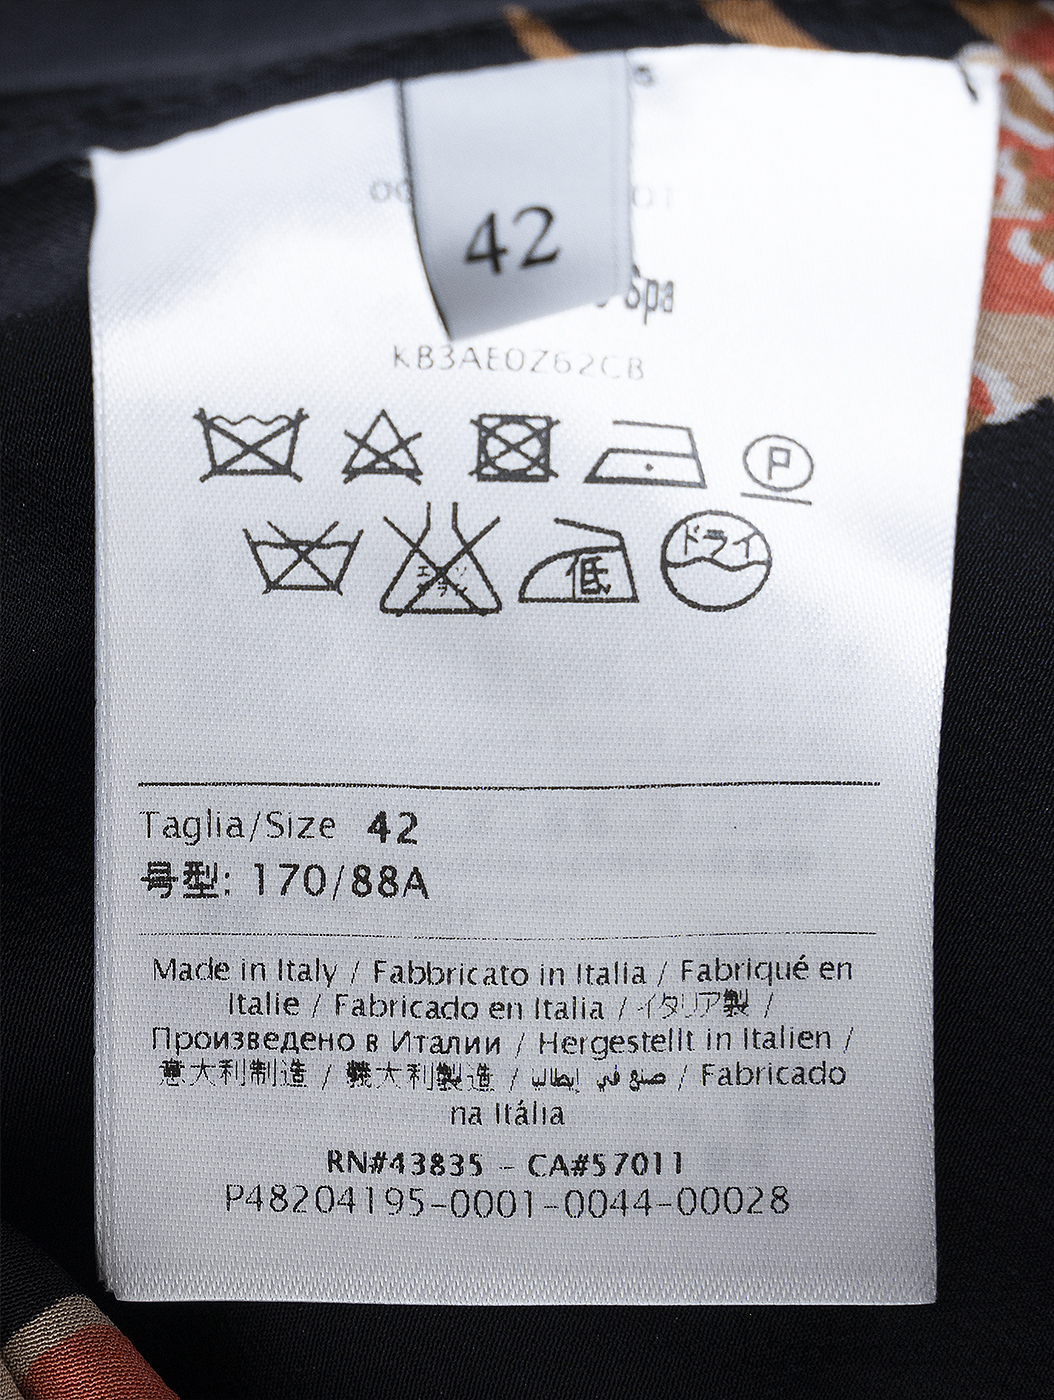 42
Spa
KB3AE0Z62CB
P
エンソ
低
ドライ
Taglia/Size 42
号型: 170/88A
Made in Italy / Fabbricato in Italia / Fabriqué en
Italie / Fabricado en Italia / イタリア製 /
Произведено в Италии / Hergestellt in Italien /
意大利制造 / 義大利製造 / صنع في إيطاليا / Fabricado
na Itália
RN#43835 - CA#57011
P48204195-0001-0044-00028